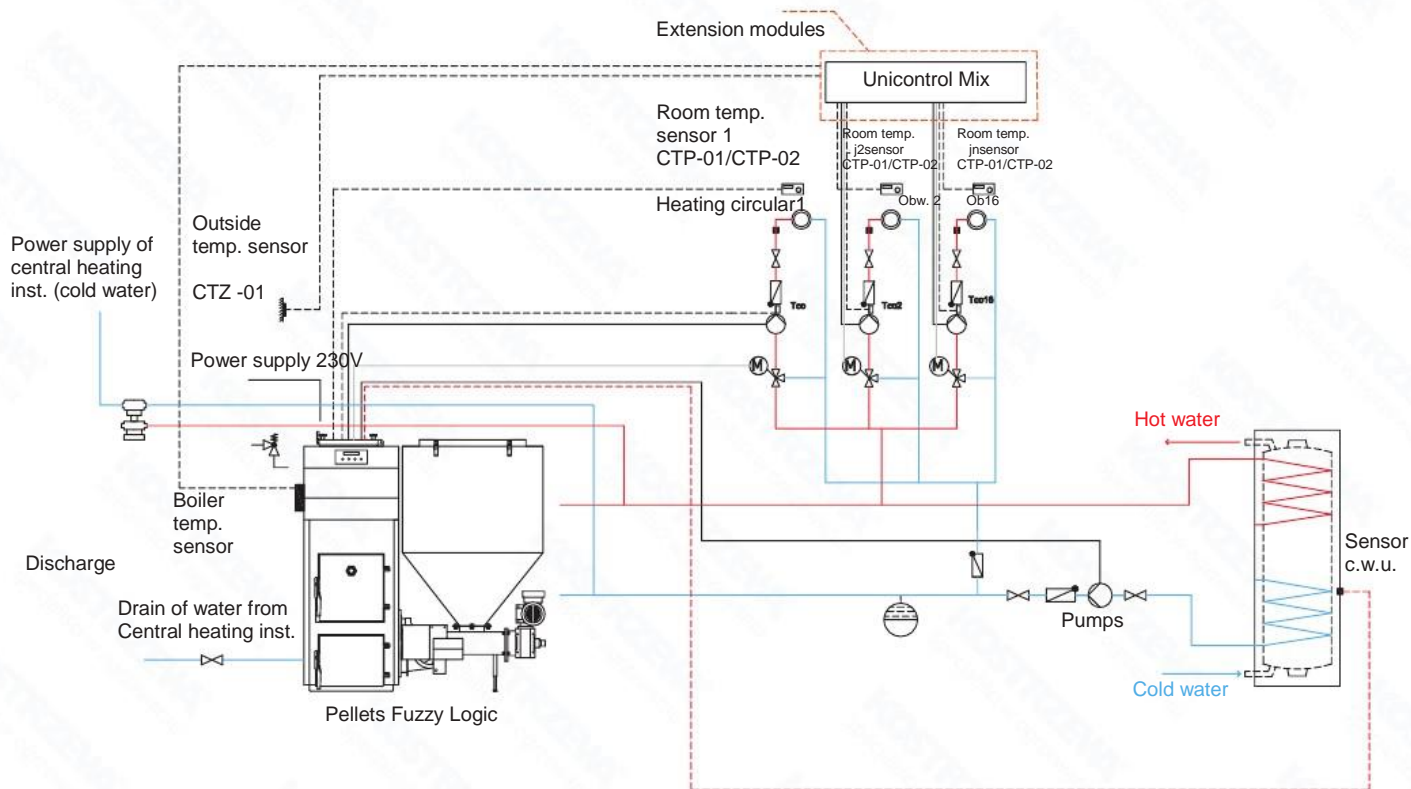 Extension modules
Unicontrol Mix
Room temp.
sensor 1
CTP-01/CTP-02
Room temp.
j2sensor
CTP-01/CTP-02
Room temp.
jnsensor
CTP-01/CTP-02
Heating circular1
Obw. 2
Ob16
Outside
temp. sensor
CTZ -01
Power supply of
central heating
inst. (cold water)
Tco
Tco2
Tco16
Power supply 230V
M
M
M
Hot water
Boiler
temp.
sensor
Sensor
c.w.u.
Discharge
Drain of water from
Central heating inst.
Pumps
Cold water
Pellets Fuzzy Logic
KOSTRZEWA